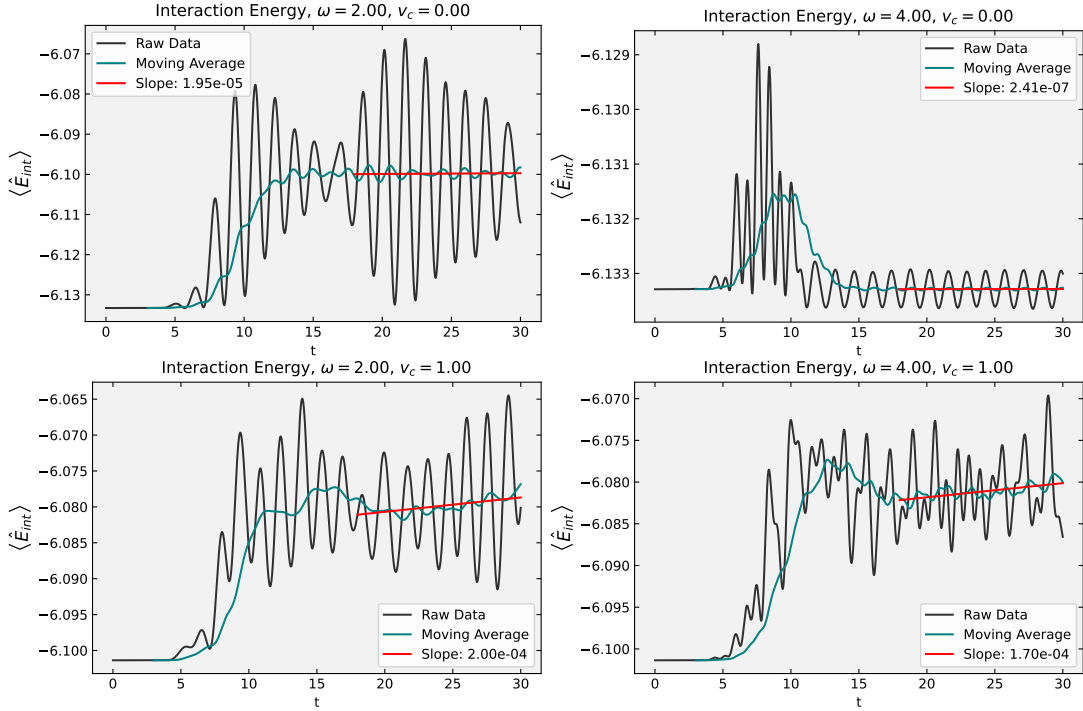 Interaction Energy, ω = 2.00, v_c = 0.00
⟨Ê_int⟩
−6.07
−6.08
−6.09
−6.10
−6.11
−6.12
−6.13
Raw Data
Moving Average
Slope: 1.95e-05
0 5 10 15 20 25 30
t
Interaction Energy, ω = 4.00, v_c = 0.00
⟨Ê_int⟩
−6.129
−6.130
−6.131
−6.132
−6.133
Raw Data
Moving Average
Slope: 2.41e-07
0 5 10 15 20 25 30
t
Interaction Energy, ω = 2.00, v_c = 1.00
⟨Ê_int⟩
−6.065
−6.070
−6.075
−6.080
−6.085
−6.090
−6.095
−6.100
Raw Data
Moving Average
Slope: 2.00e-04
0 5 10 15 20 25 30
t
Interaction Energy, ω = 4.00, v_c = 1.00
⟨Ê_int⟩
−6.070
−6.075
−6.080
−6.085
−6.090
−6.095
−6.100
Raw Data
Moving Average
Slope: 1.70e-04
0 5 10 15 20 25 30
t